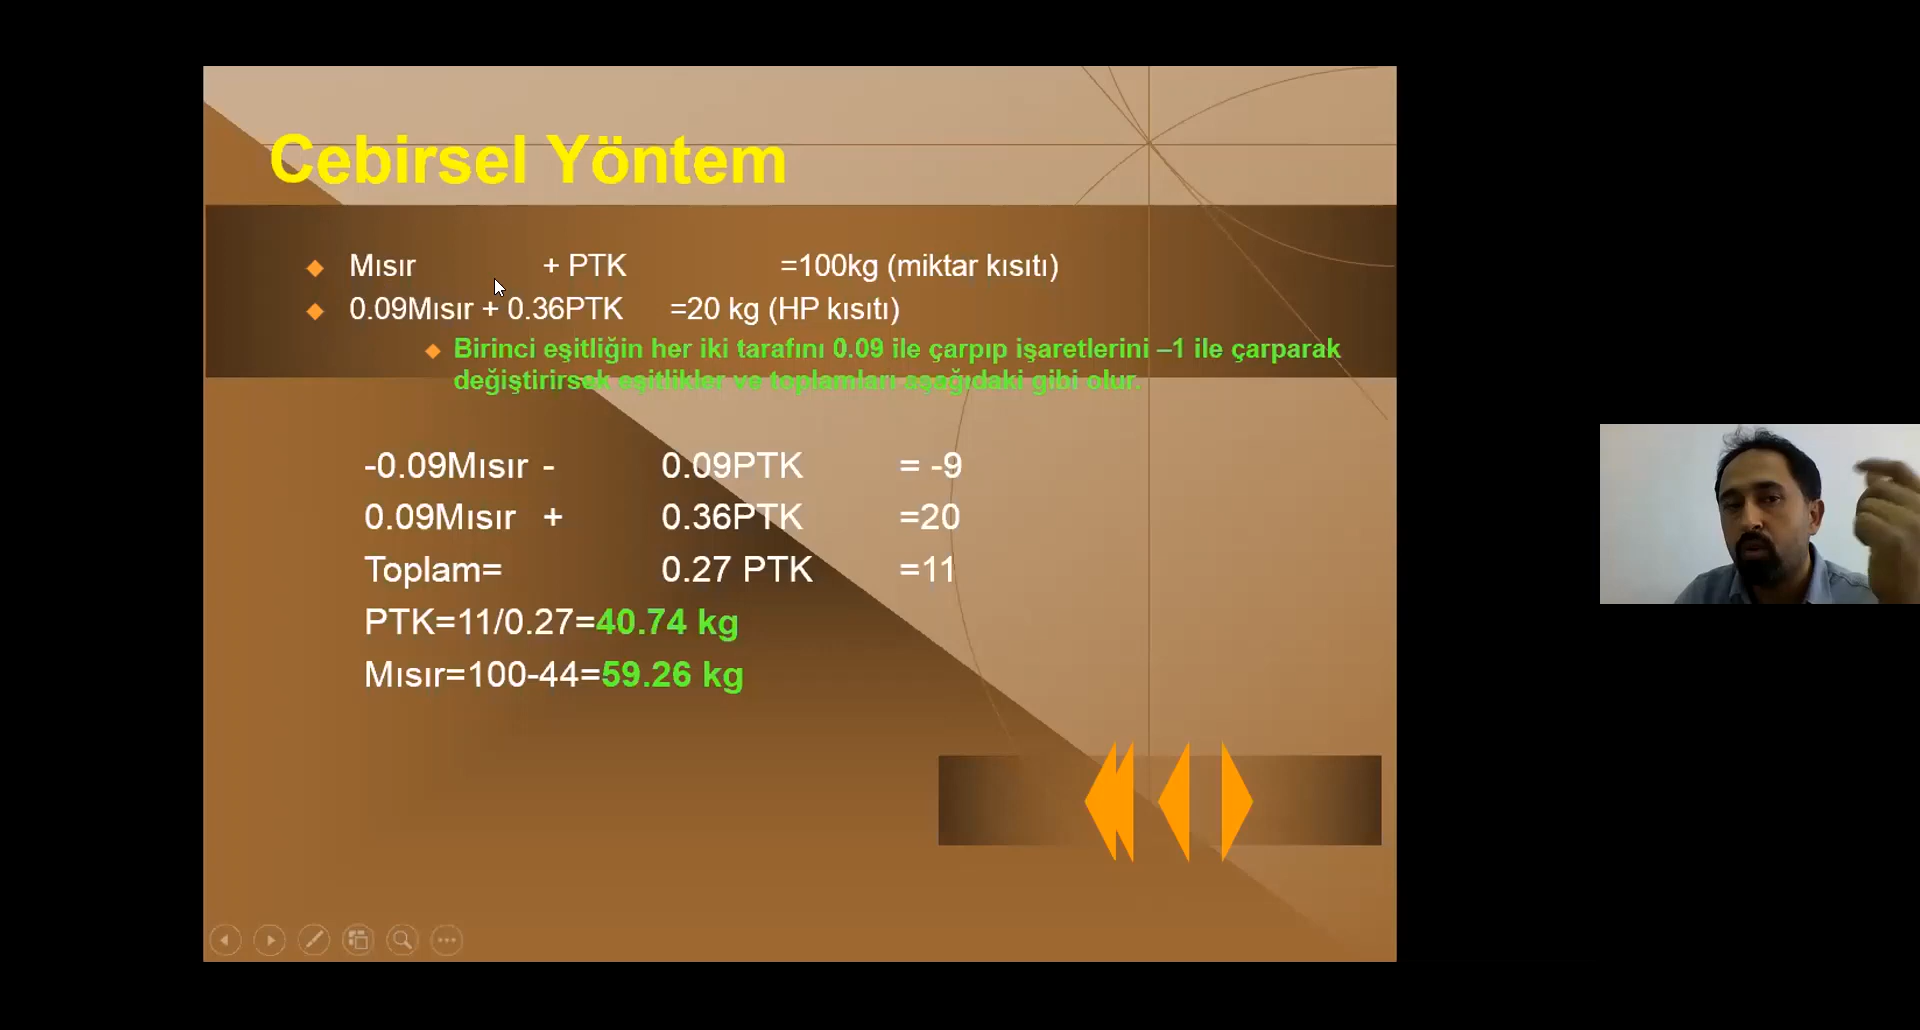 Cebirsel Yöntem
Mısır + PTK =100kg (miktar kısıtı)
0.09Mısır + 0.36PTK =20 kg (HP kısıtı)
Birinci eşitliğin her iki tarafını 0.09 ile çarpıp işaretlerini –1 ile çarparak
değiştirirsek eşitlikler ve toplamları aşağıdaki gibi olur.
-0.09Mısır - 0.09PTK = -9
0.09Mısır + 0.36PTK =20
Toplam= 0.27 PTK =11
PTK=11/0.27=40.74 kg
Mısır=100-44=59.26 kg